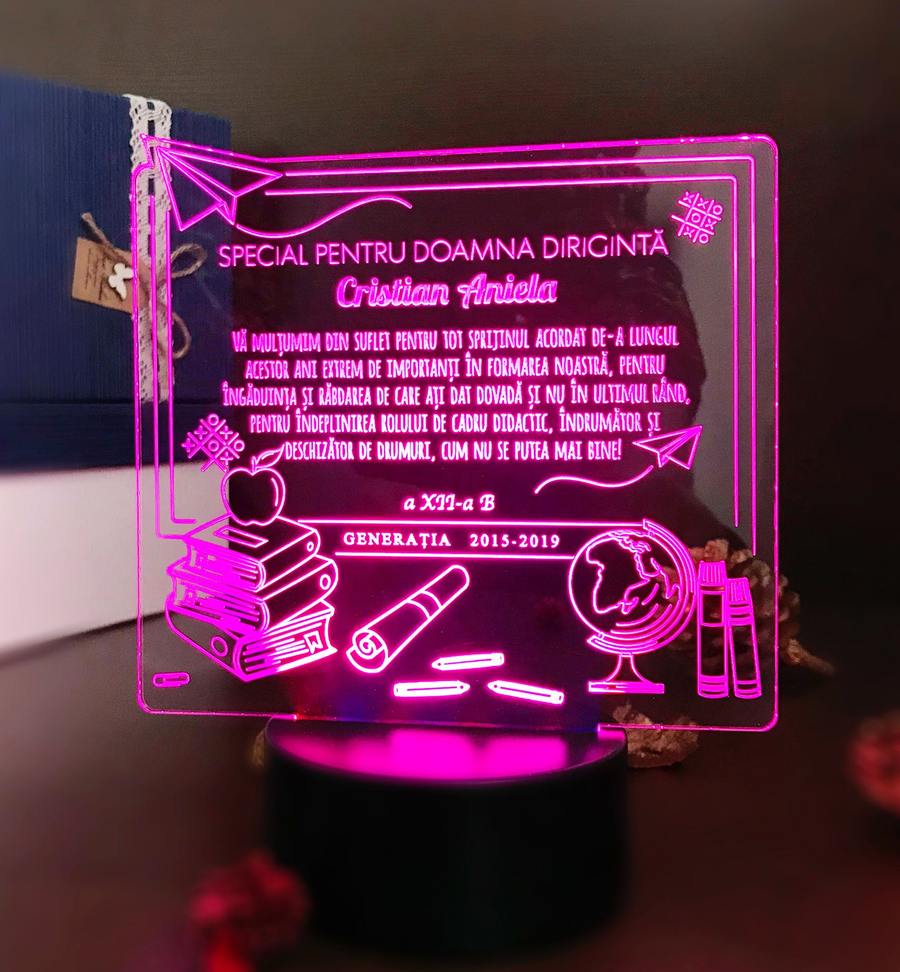 SPECIAL PENTRU DOAMNA DIRIGINTĂ
Cristian Aniela
VĂ MULȚUMIM DIN SUFLET PENTRU TOT SPRIJINUL ACORDAT DE-A LUNGUL
ACESTOR ANI EXTREM DE IMPORTANȚI ÎN FORMAREA NOASTRĂ, PENTRU
ÎNGĂDUINȚA ȘI RĂBDAREA DE CARE AȚI DAT DOVADĂ ȘI NU ÎN ULTIMUL RÂND,
PENTRU ÎNDEPLINIREA ROLULUI DE CADRU DIDACTIC, ÎNDRUMĂTOR ȘI
DESCHIZĂTOR DE DRUMURI, CUM NU SE PUTEA MAI BINE!
a XII-a B
GENERAȚIA 2015-2019